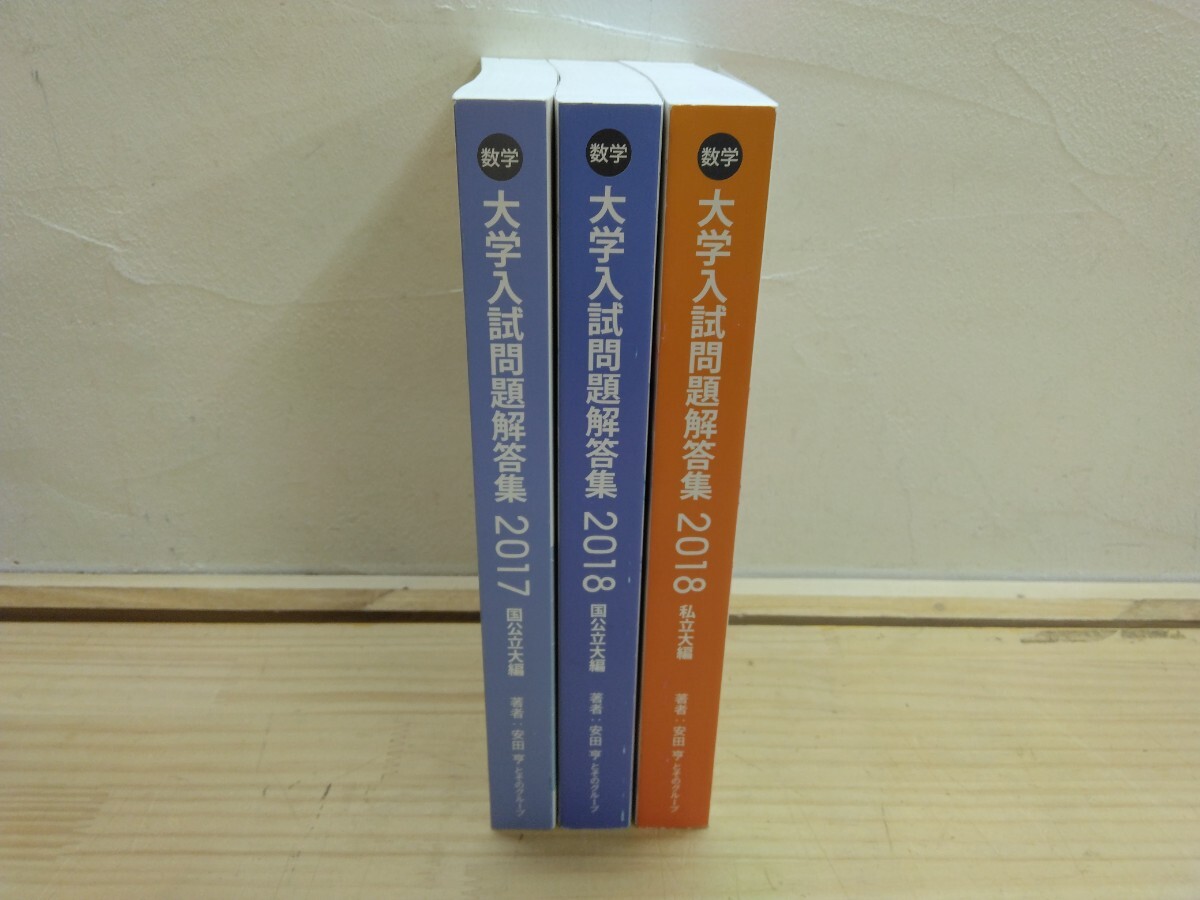 数学
大学入試問題解答集 2017 国公立大編 著者:安田 亨とそのグループ
数学
大学入試問題解答集 2018 国公立大編 著者:安田 亨とそのグループ
数学
大学入試問題解答集 2018 私立大編 著者:安田 亨とそのグループ